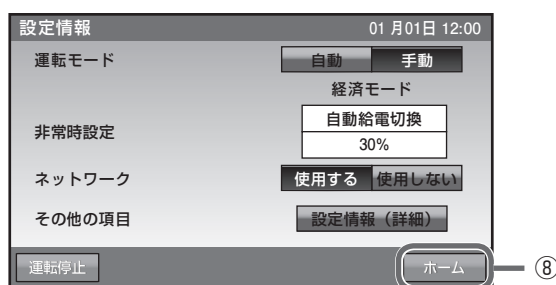 設定情報 01月01日 12:00
運転モード 自動 手動
経済モード
非常時設定 自動給電切換
30%
ネットワーク 使用する 使用しない
その他の項目 設定情報（詳細）
運転停止 ホーム ⑧